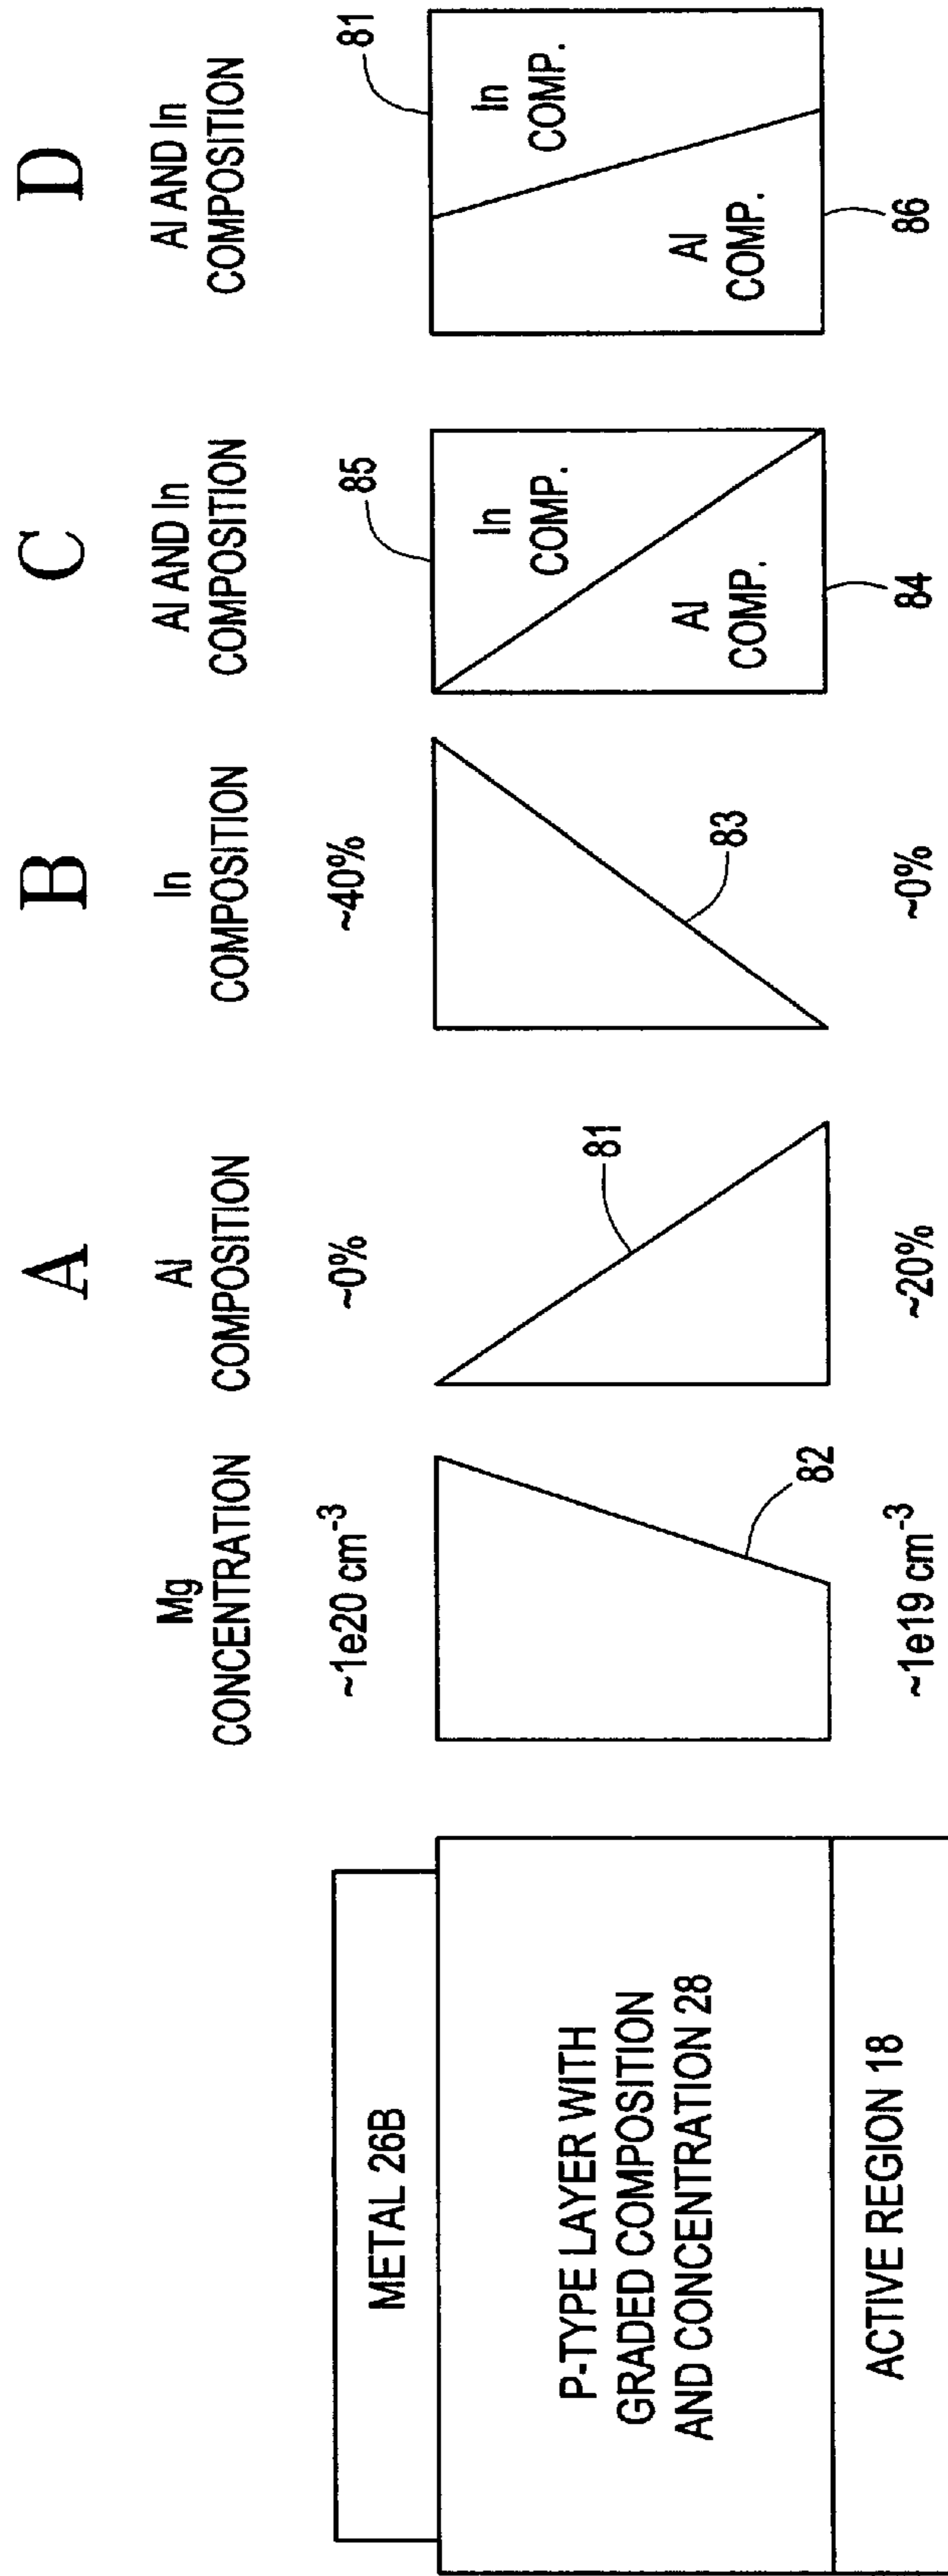 METAL 26B
P-TYPE LAYER WITH
GRADED COMPOSITION
AND CONCENTRATION 28
ACTIVE REGION 18
Mg
CONCENTRATION
~1e20 cm⁻³
82
~1e19 cm⁻³
A
Al
COMPOSITION
~0%
81
~20%
B
In
COMPOSITION
~40%
83
~0%
C
Al AND In
COMPOSITION
85
In
COMP.
Al
COMP.
84
D
Al AND In
COMPOSITION
81
In
COMP.
Al
COMP.
86